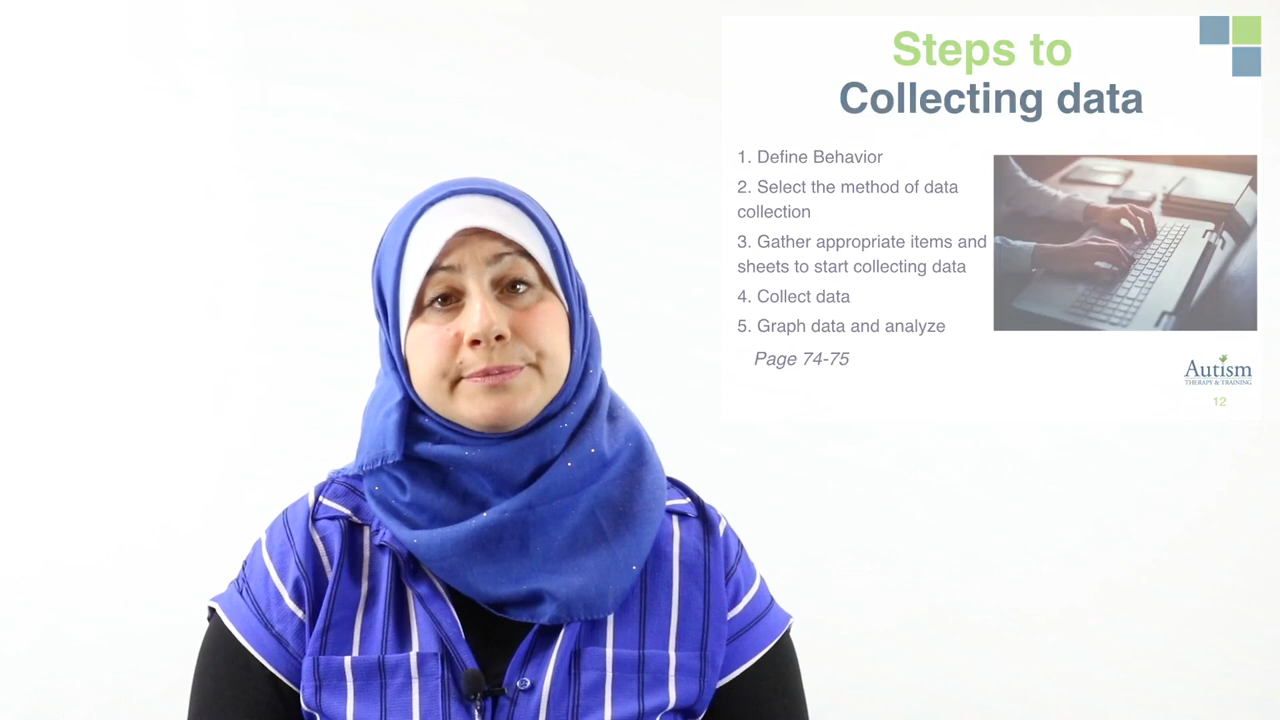 Steps to
Collecting data
1. Define Behavior
2. Select the method of data
collection
3. Gather appropriate items and
sheets to start collecting data
4. Collect data
5. Graph data and analyze
Page 74-75
Autism
THERAPY & TRAINING
12